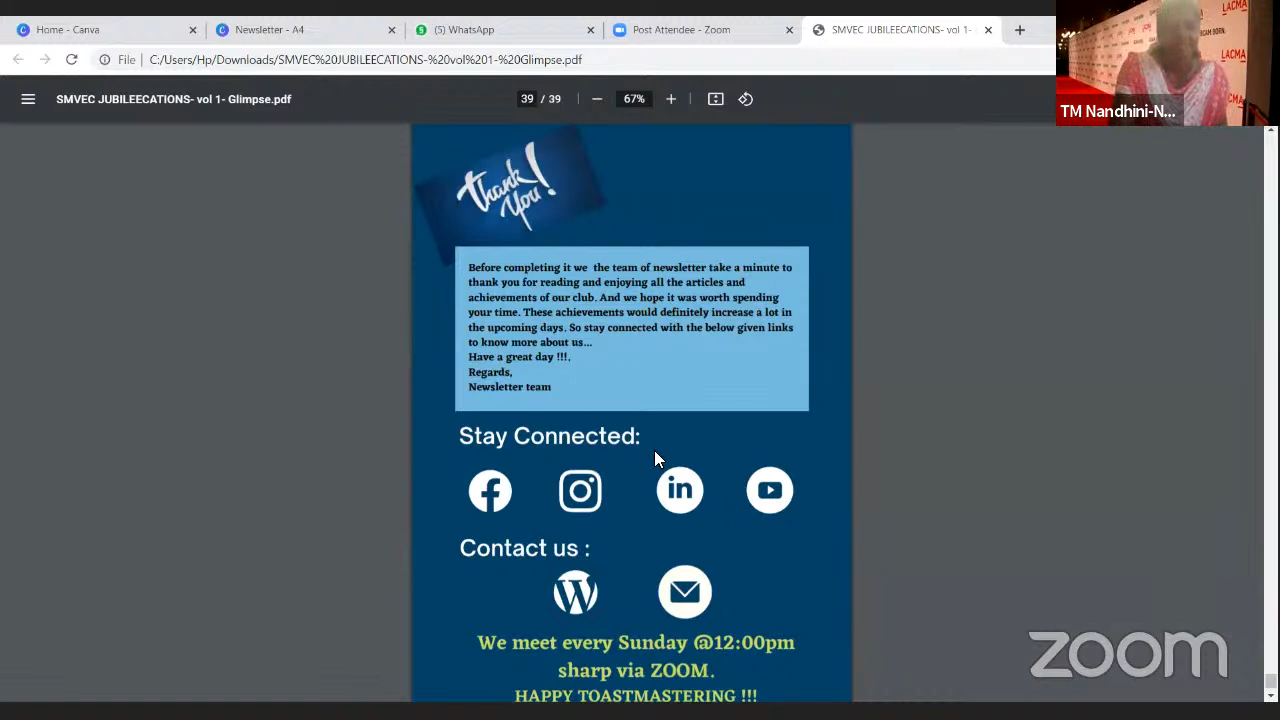 Home - Canva
Newsletter - A4
(5) WhatsApp
Post Attendee - Zoom
SMVEC JUBILEECATIONS- vol 1-
File
C:/Users/Hp/Downloads/SMVEC%20JUBILEECATIONS-%20vol%201-%20Glimpse.pdf
SMVEC JUBILEECATIONS- vol 1- Glimpse.pdf
39 / 39
67%
LACMA
LACMA
TM Nandhini-N...
Thank
You!
Before completing it we the team of newsletter take a minute to
thank you for reading and enjoying all the articles and
achievements of our club. And we hope it was worth spending
your time. These achievements would definitely increase a lot in
the upcoming days. So stay connected with the below given links
to know more about us...
Have a great day !!!.
Regards,
Newsletter team
Stay Connected:
in
Contact us :
We meet every Sunday @12:00pm
sharp via ZOOM.
HAPPY TOASTMASTERING !!!
zoom